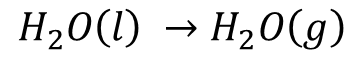 H₂O(l) → H₂O(g)